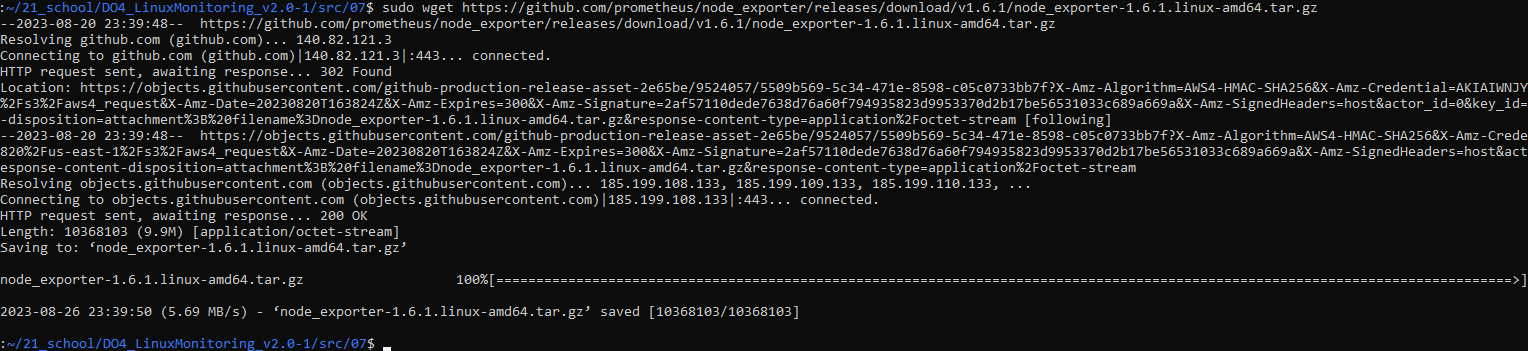 :~/21_school/DO4_LinuxMonitoring_v2.0-1/src/07$ sudo wget https://github.com/prometheus/node_exporter/releases/download/v1.6.1/node_exporter-1.6.1.linux-amd64.tar.gz
--2023-08-20 23:39:48--  https://github.com/prometheus/node_exporter/releases/download/v1.6.1/node_exporter-1.6.1.linux-amd64.tar.gz
Resolving github.com (github.com)... 140.82.121.3
Connecting to github.com (github.com)|140.82.121.3|:443... connected.
HTTP request sent, awaiting response... 302 Found
Location: https://objects.githubusercontent.com/github-production-release-asset-2e65be/9524057/5509b569-5c34-471e-8598-c05c0733bb7f?X-Amz-Algorithm=AWS4-HMAC-SHA256&X-Amz-Credential=AKIAIWNJY
%2Fs3%2Faws4_request&X-Amz-Date=20230820T163824Z&X-Amz-Expires=300&X-Amz-Signature=2af57110dede7638d76a60f794935823d9953370d2b17be56531033c689a669a&X-Amz-SignedHeaders=host&actor_id=0&key_id=
-disposition=attachment%3B%20filename%3Dnode_exporter-1.6.1.linux-amd64.tar.gz&response-content-type=application%2Foctet-stream [following]
--2023-08-20 23:39:48--  https://objects.githubusercontent.com/github-production-release-asset-2e65be/9524057/5509b569-5c34-471e-8598-c05c0733bb7f?X-Amz-Algorithm=AWS4-HMAC-SHA256&X-Amz-Crede
820%2Fus-east-1%2Fs3%2Faws4_request&X-Amz-Date=20230820T163824Z&X-Amz-Expires=300&X-Amz-Signature=2af57110dede7638d76a60f794935823d9953370d2b17be56531033c689a669a&X-Amz-SignedHeaders=host&act
esponse-content-disposition=attachment%3B%20filename%3Dnode_exporter-1.6.1.linux-amd64.tar.gz&response-content-type=application%2Foctet-stream
Resolving objects.githubusercontent.com (objects.githubusercontent.com)... 185.199.108.133, 185.199.109.133, 185.199.110.133, ...
Connecting to objects.githubusercontent.com (objects.githubusercontent.com)|185.199.108.133|:443... connected.
HTTP request sent, awaiting response... 200 OK
Length: 10368103 (9.9M) [application/octet-stream]
Saving to: ‘node_exporter-1.6.1.linux-amd64.tar.gz’
node_exporter-1.6.1.linux-amd64.tar.gz 100%[===============================================================================================================================>]
2023-08-26 23:39:50 (5.69 MB/s) - ‘node_exporter-1.6.1.linux-amd64.tar.gz’ saved [10368103/10368103]
:~/21_school/DO4_LinuxMonitoring_v2.0-1/src/07$